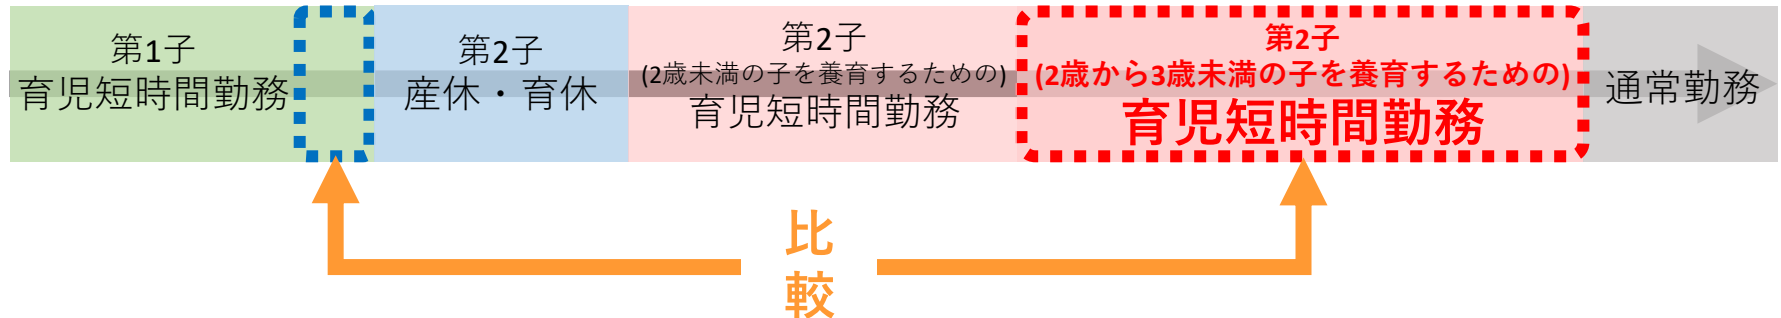 第1子
育児短時間勤務
第2子
産休・育休
第2子
(2歳未満の子を養育するための)
育児短時間勤務
第2子
(2歳から3歳未満の子を養育するための)
育児短時間勤務
通常勤務
比
較